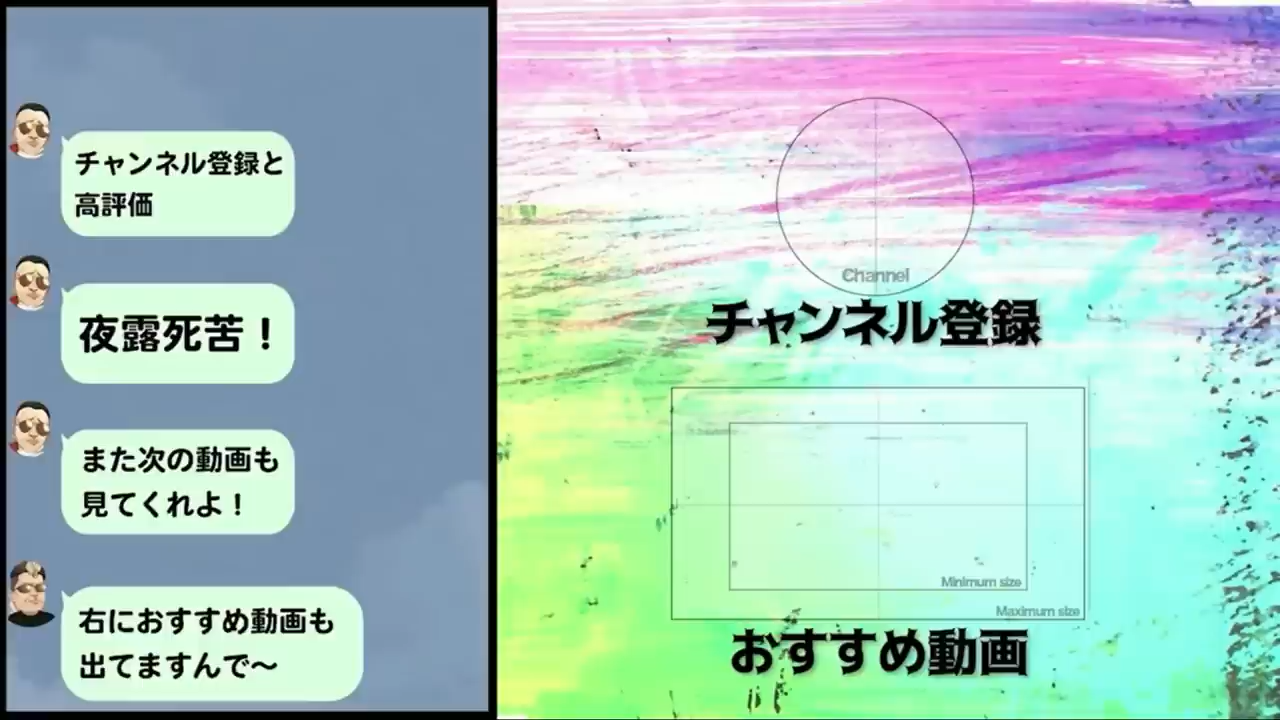 チャンネル登録と
高評価
夜露死苦！
また次の動画も
見てくれよ！
右におすすめ動画も
出てますんで〜
Channel
チャンネル登録
Minimum size
Maximum size
おすすめ動画